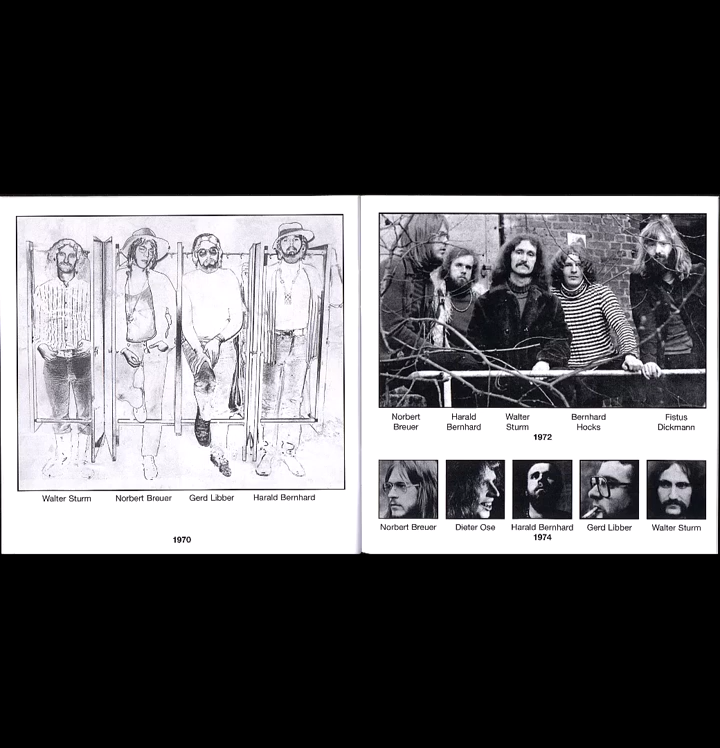 Walter Sturm Norbert Breuer Gerd Libber Harald Bernhard
1970
Norbert Harald Walter Bernhard Fistus
Breuer Bernhard Sturm Hocks Dickmann
1972
Norbert Breuer Dieter Ose Harald Bernhard Gerd Libber Walter Sturm
1974